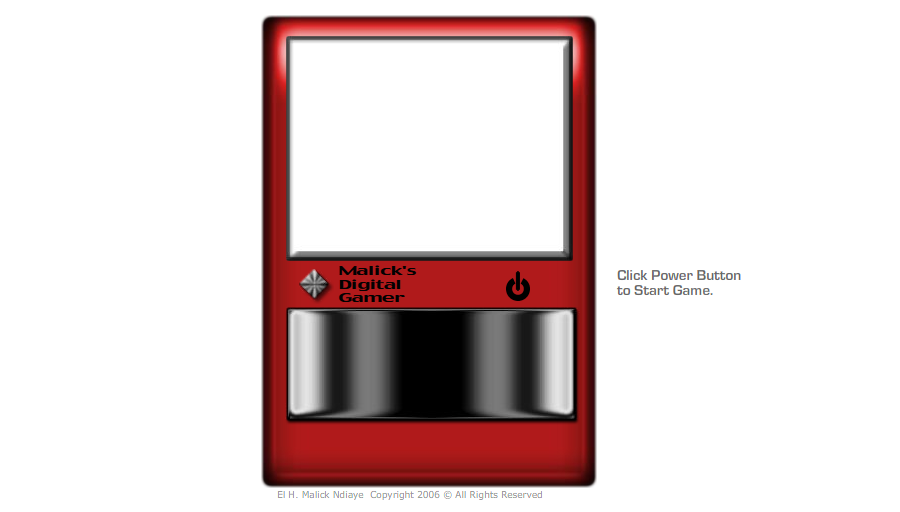 Malick's
Digital
Gamer
Click Power Button
to Start Game.
El H. Malick Ndiaye  Copyright 2006 © All Rights Reserved